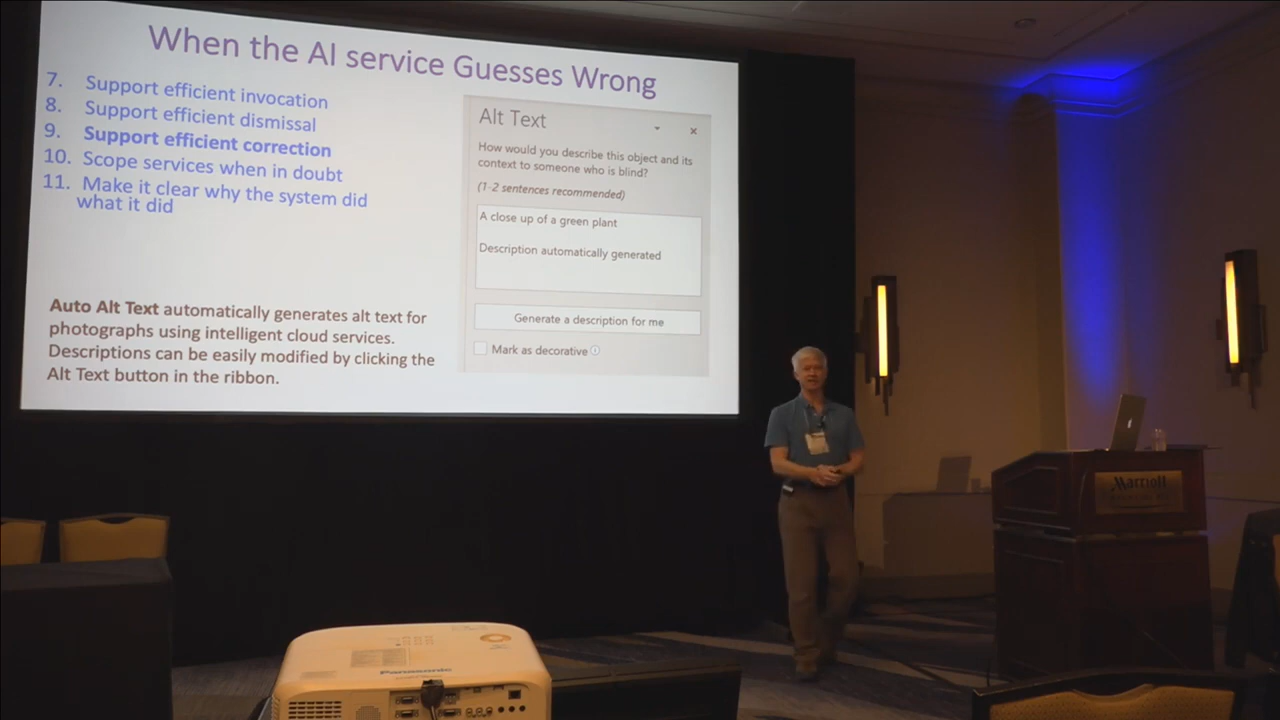 When the AI service Guesses Wrong
7. Support efficient invocation
8. Support efficient dismissal
9. Support efficient correction
10. Scope services when in doubt
11. Make it clear why the system did
what it did
Auto Alt Text automatically generates alt text for
photographs using intelligent cloud services.
Descriptions can be easily modified by clicking the
Alt Text button in the ribbon.
Alt Text
How would you describe this object and its
context to someone who is blind?
(1-2 sentences recommended)
A close up of a green plant
Description automatically generated
Generate a description for me
Mark as decorative
Marriott
Panasonic